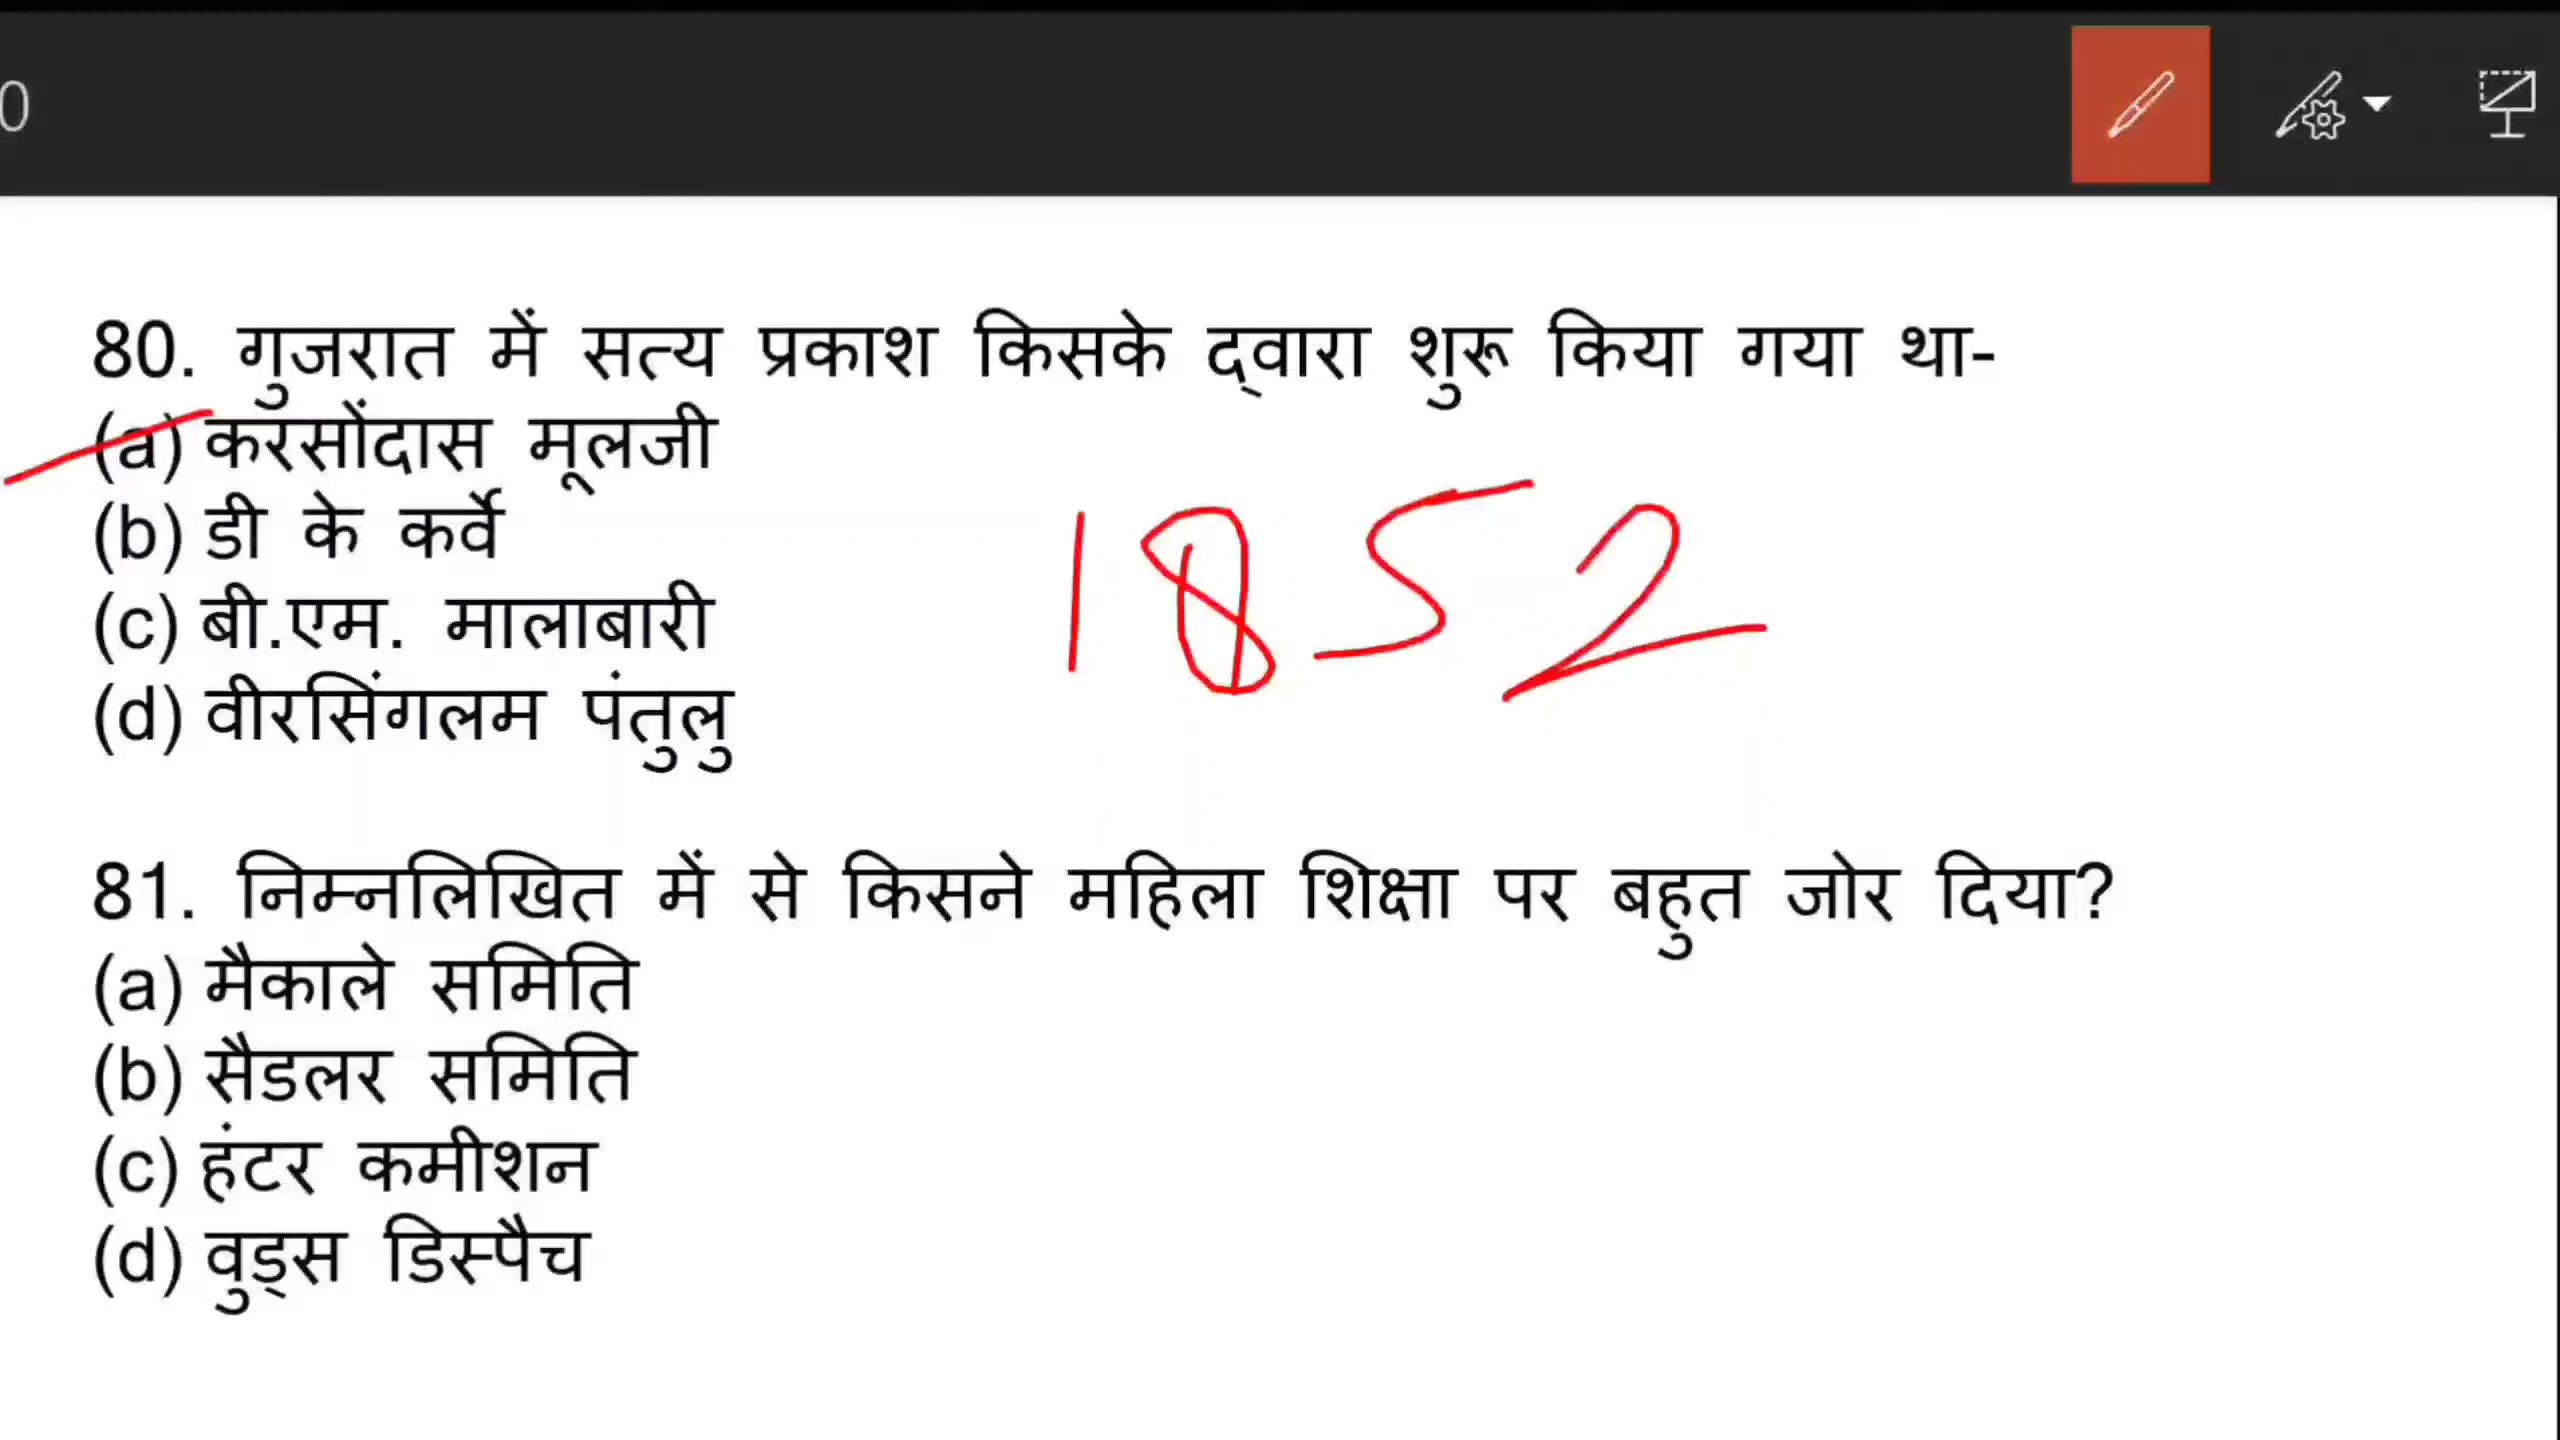 0
80. गुजरात में सत्य प्रकाश किसके द्वारा शुरू किया गया था-
(a) करसोंदास मूलजी
(b) डी के कर्वे
1852
(c) बी.एम. मालाबारी
(d) वीरसिंगलम पंतुलु
81. निम्नलिखित में से किसने महिला शिक्षा पर बहुत जोर दिया?
(a) मैकाले समिति
(b) सैडलर समिति
(c) हंटर कमीशन
(d) वुड्स डिस्पैच